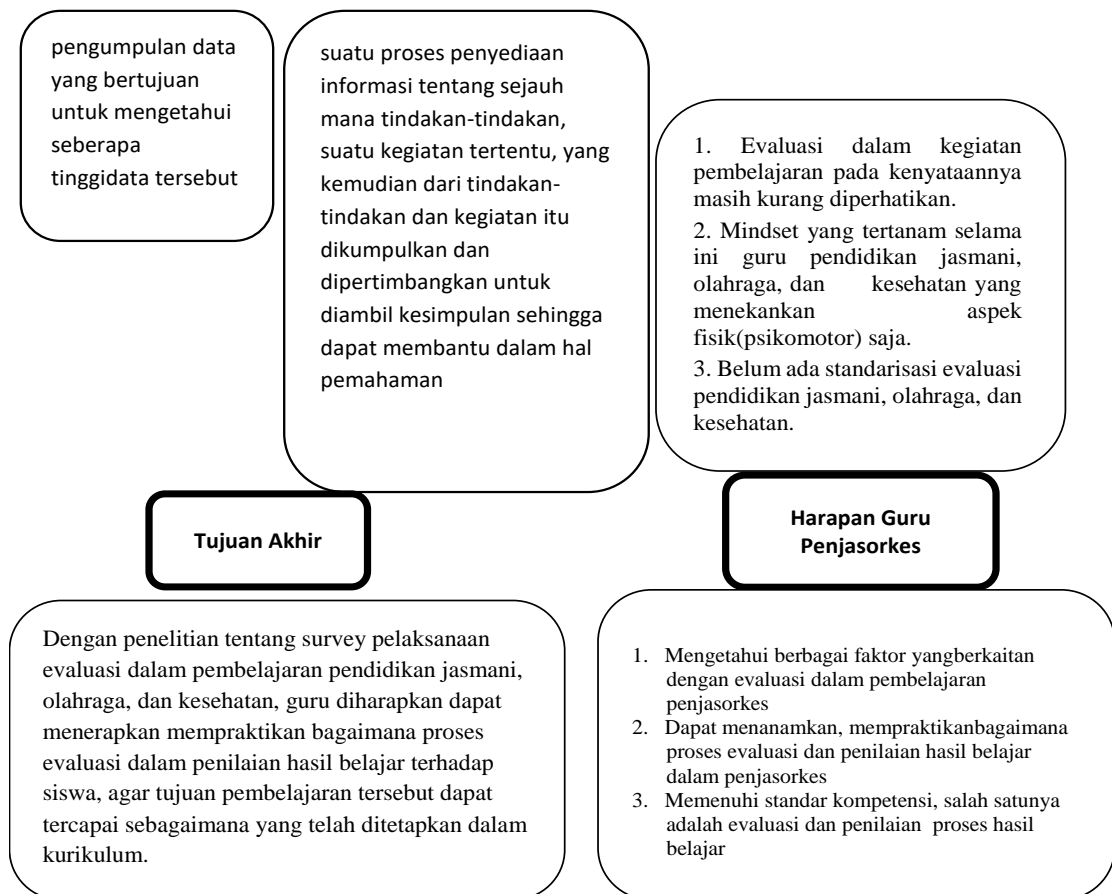 pengumpulan data
yang bertujuan
untuk mengetahui
seberapa
tinggidata tersebut
suatu proses penyediaan
informasi tentang sejauh
mana tindakan-tindakan,
suatu kegiatan tertentu, yang
kemudian dari tindakan-
tindakan dan kegiatan itu
dikumpulkan dan
dipertimbangkan untuk
diambil kesimpulan sehingga
dapat membantu dalam hal
pemahaman
1. Evaluasi dalam kegiatan
pembelajaran pada kenyataannya
masih kurang diperhatikan.
2. Mindset yang tertanam selama
ini guru pendidikan jasmani,
olahraga, dan kesehatan yang
menekankan aspek
fisik(psikomotor) saja.
3. Belum ada standarisasi evaluasi
pendidikan jasmani, olahraga, dan
kesehatan.
Tujuan Akhir
Harapan Guru
Penjasorkes
Dengan penelitian tentang survey pelaksanaan
evaluasi dalam pembelajaran pendidikan jasmani,
olahraga, dan kesehatan, guru diharapkan dapat
menerapkan mempraktikan bagaimana proses
evaluasi dalam penilaian hasil belajar terhadap
siswa, agar tujuan pembelajaran tersebut dapat
tercapai sebagaimana yang telah ditetapkan dalam
kurikulum.
1. Mengetahui berbagai faktor yangberkaitan
dengan evaluasi dalam pembelajaran
penjasorkes
2. Dapat menanamkan, mempraktikanbagaimana
proses evaluasi dan penilaian hasil belajar
dalam penjasorkes
3. Memenuhi standar kompetensi, salah satunya
adalah evaluasi dan penilaian proses hasil
belajar